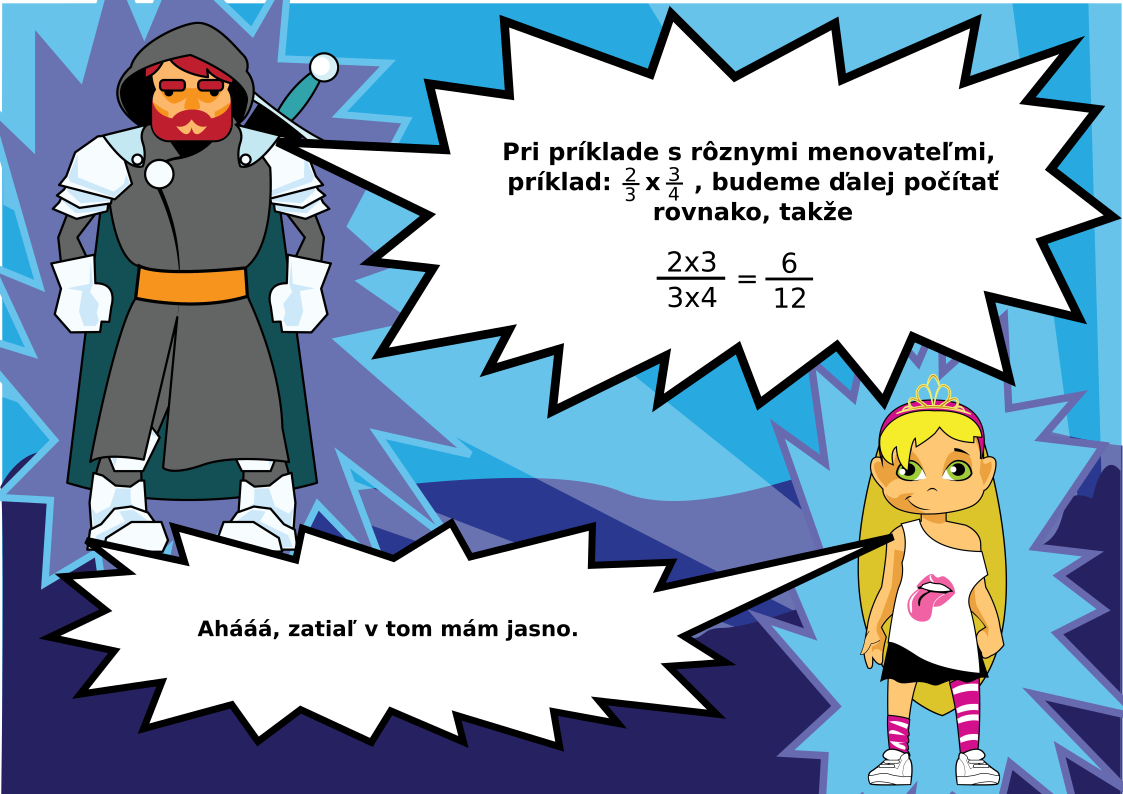 Pri príklade s rôznymi menovateľmi,
príklad: 2/3 x 3/4 , budeme ďalej počítať
rovnako, takže
2x3/3x4 = 6/12
Ahááá, zatiaľ v tom mám jasno.